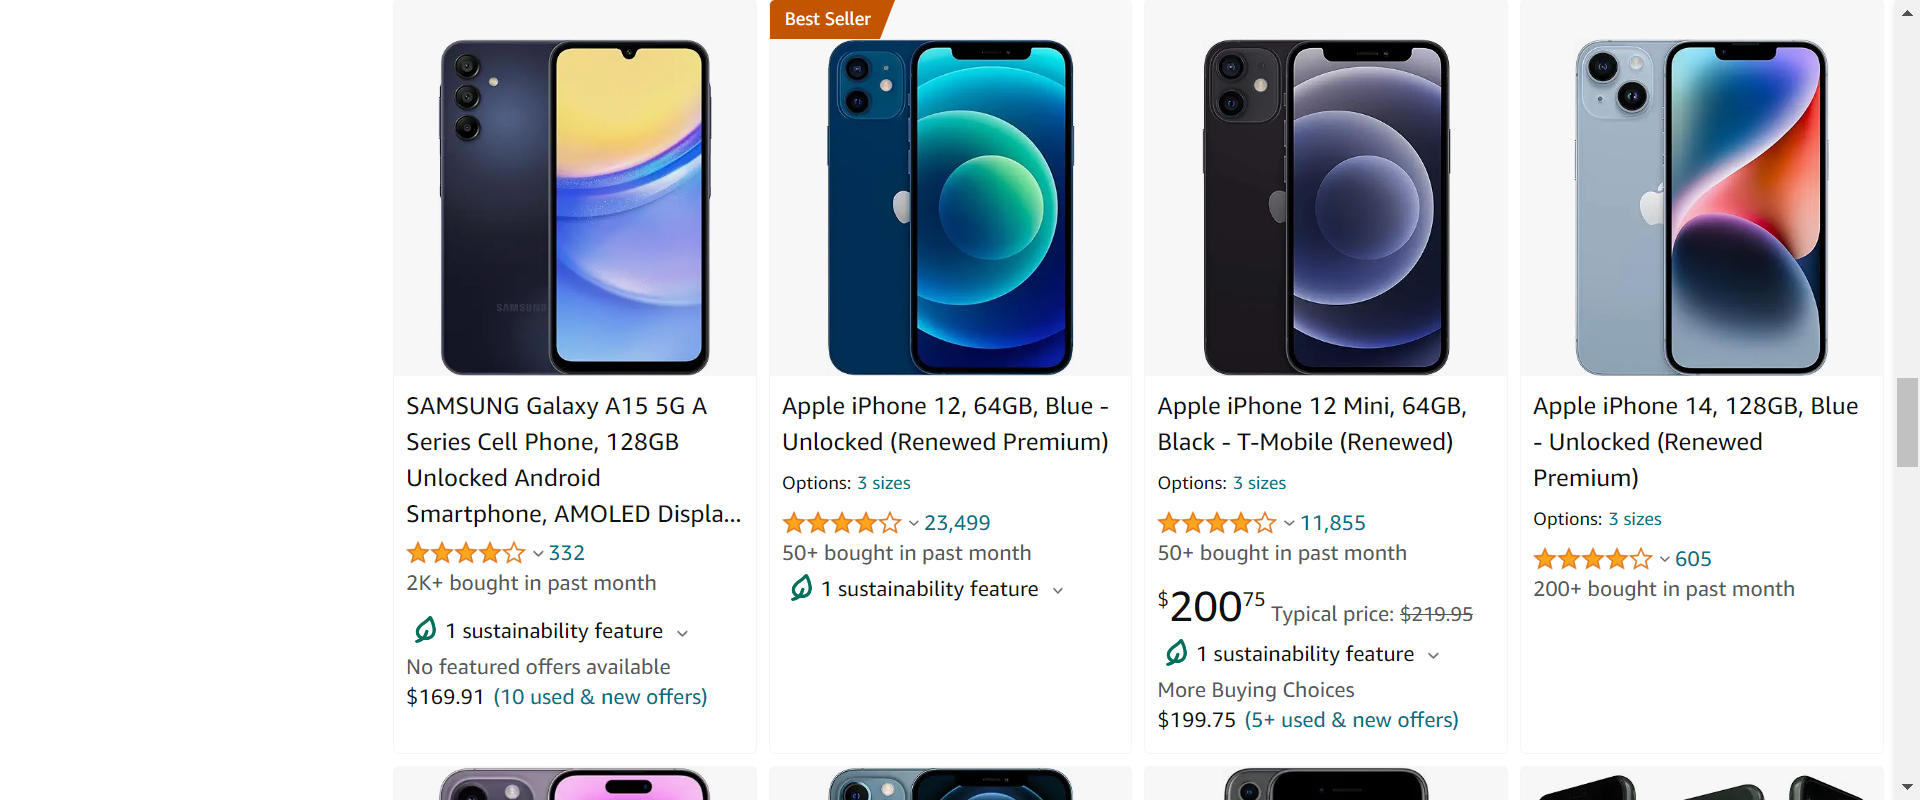 Best Seller
SAMSUNG
SAMSUNG Galaxy A15 5G A
Series Cell Phone, 128GB
Unlocked Android
Smartphone, AMOLED Displa...
332
2K+ bought in past month
1 sustainability feature
No featured offers available
$169.91 (10 used & new offers)
Apple iPhone 12, 64GB, Blue -
Unlocked (Renewed Premium)
Options: 3 sizes
23,499
50+ bought in past month
1 sustainability feature
Apple iPhone 12 Mini, 64GB,
Black - T-Mobile (Renewed)
Options: 3 sizes
11,855
50+ bought in past month
$20075 Typical price: $219.95
1 sustainability feature
More Buying Choices
$199.75 (5+ used & new offers)
Apple iPhone 14, 128GB, Blue
- Unlocked (Renewed
Premium)
Options: 3 sizes
605
200+ bought in past month